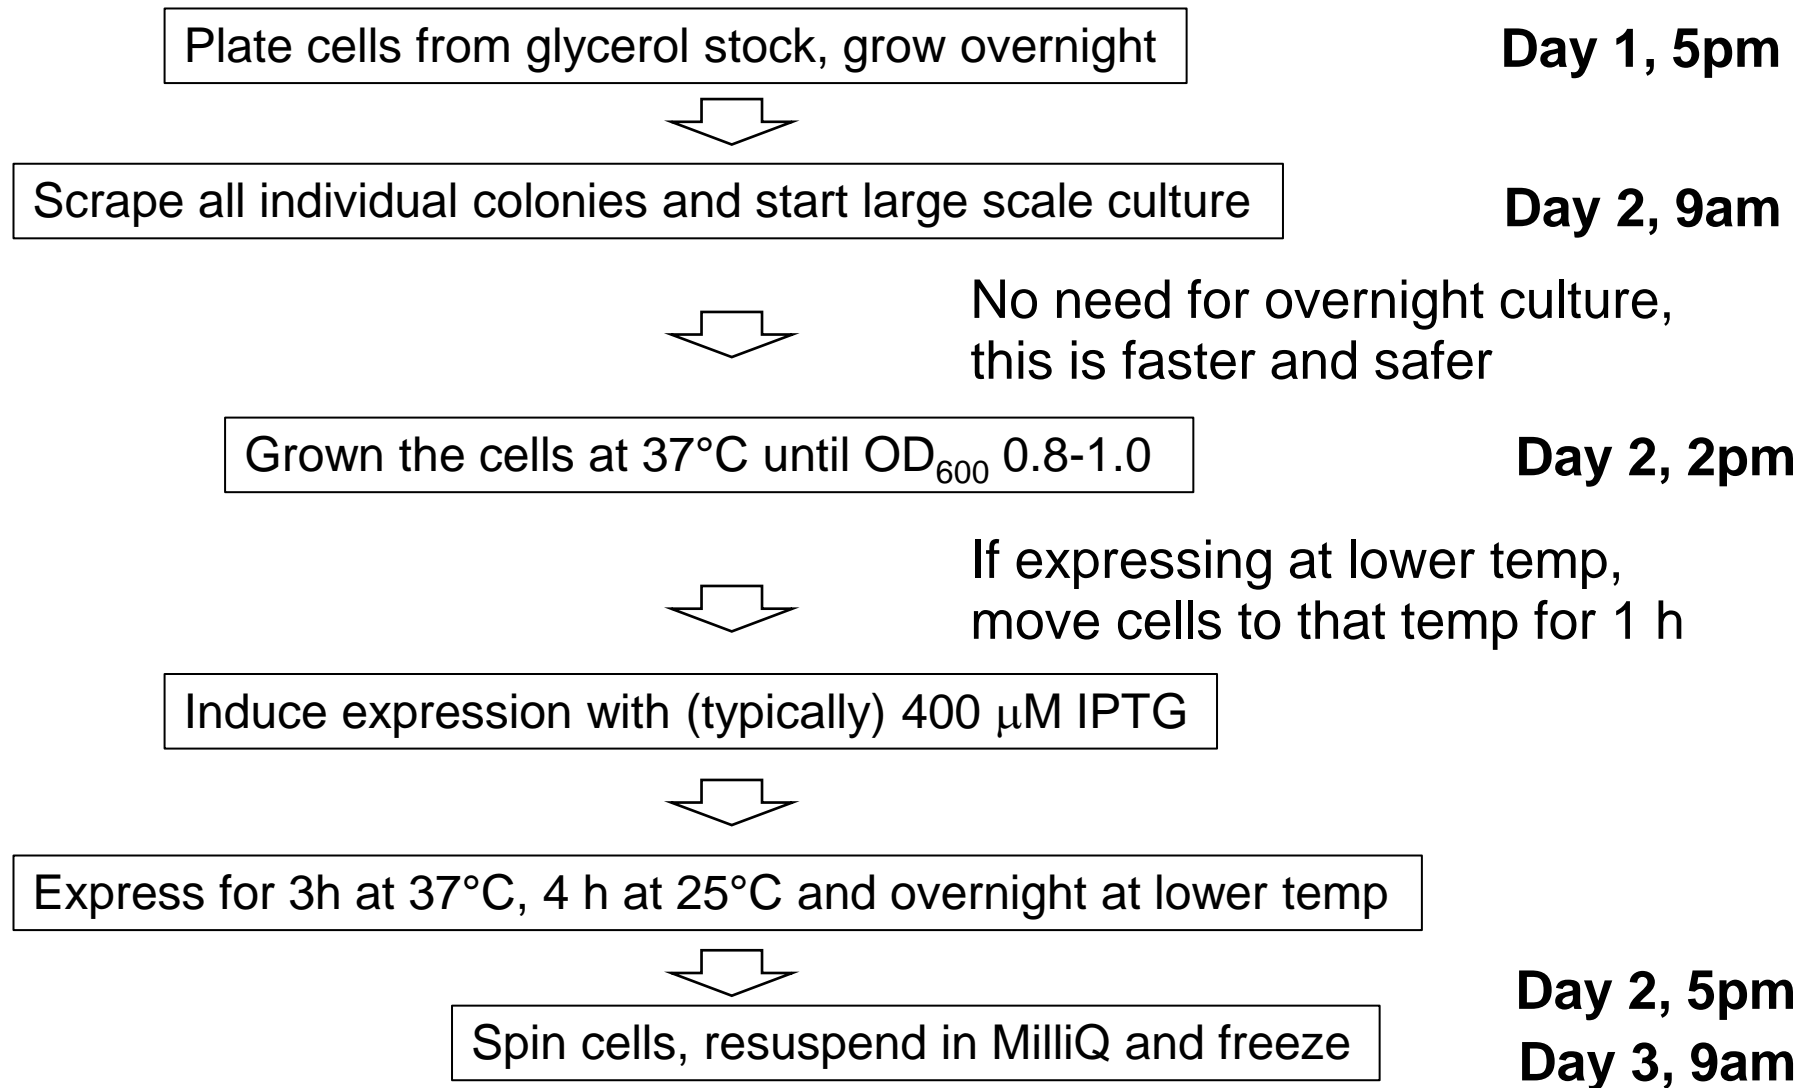 Plate cells from glycerol stock, grow overnight
Day 1, 5pm
Scrape all individual colonies and start large scale culture
Day 2, 9am
No need for overnight culture,
this is faster and safer
Grown the cells at 37°C until OD600 0.8-1.0
Day 2, 2pm
If expressing at lower temp,
move cells to that temp for 1 h
Induce expression with (typically) 400 μM IPTG
Express for 3h at 37°C, 4 h at 25°C and overnight at lower temp
Day 2, 5pm
Spin cells, resuspend in MilliQ and freeze
Day 3, 9am